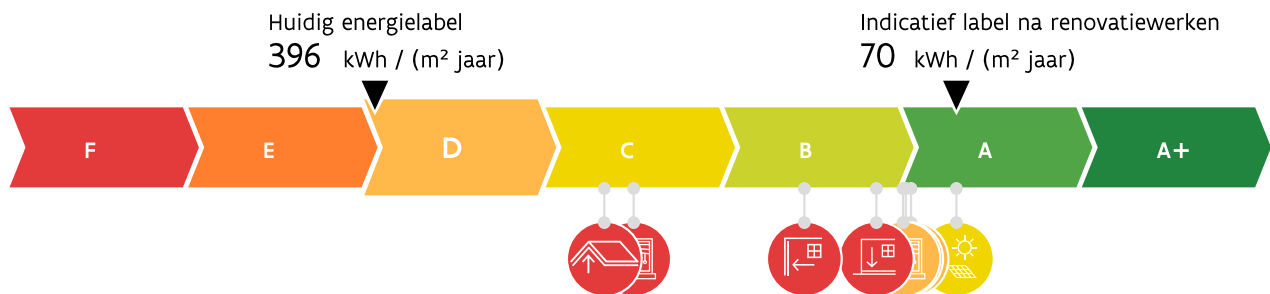 Huidig energielabel
396 kWh / (m² jaar)
Indicatief label na renovatiewerken
70 kWh / (m² jaar)
F E D C B A A+